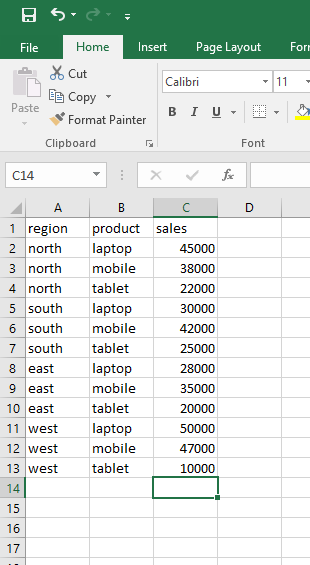 File Home Insert Page Layout
Cut
Calibri 11
Paste
Copy
B I U
Format Painter
Clipboard Font
C14 fx
A B C D
1 region product sales
2 north laptop 45000
3 north mobile 38000
4 north tablet 22000
5 south laptop 30000
6 south mobile 42000
7 south tablet 25000
8 east laptop 28000
9 east mobile 35000
10 east tablet 20000
11 west laptop 50000
12 west mobile 47000
13 west tablet 10000
14
15
16
17